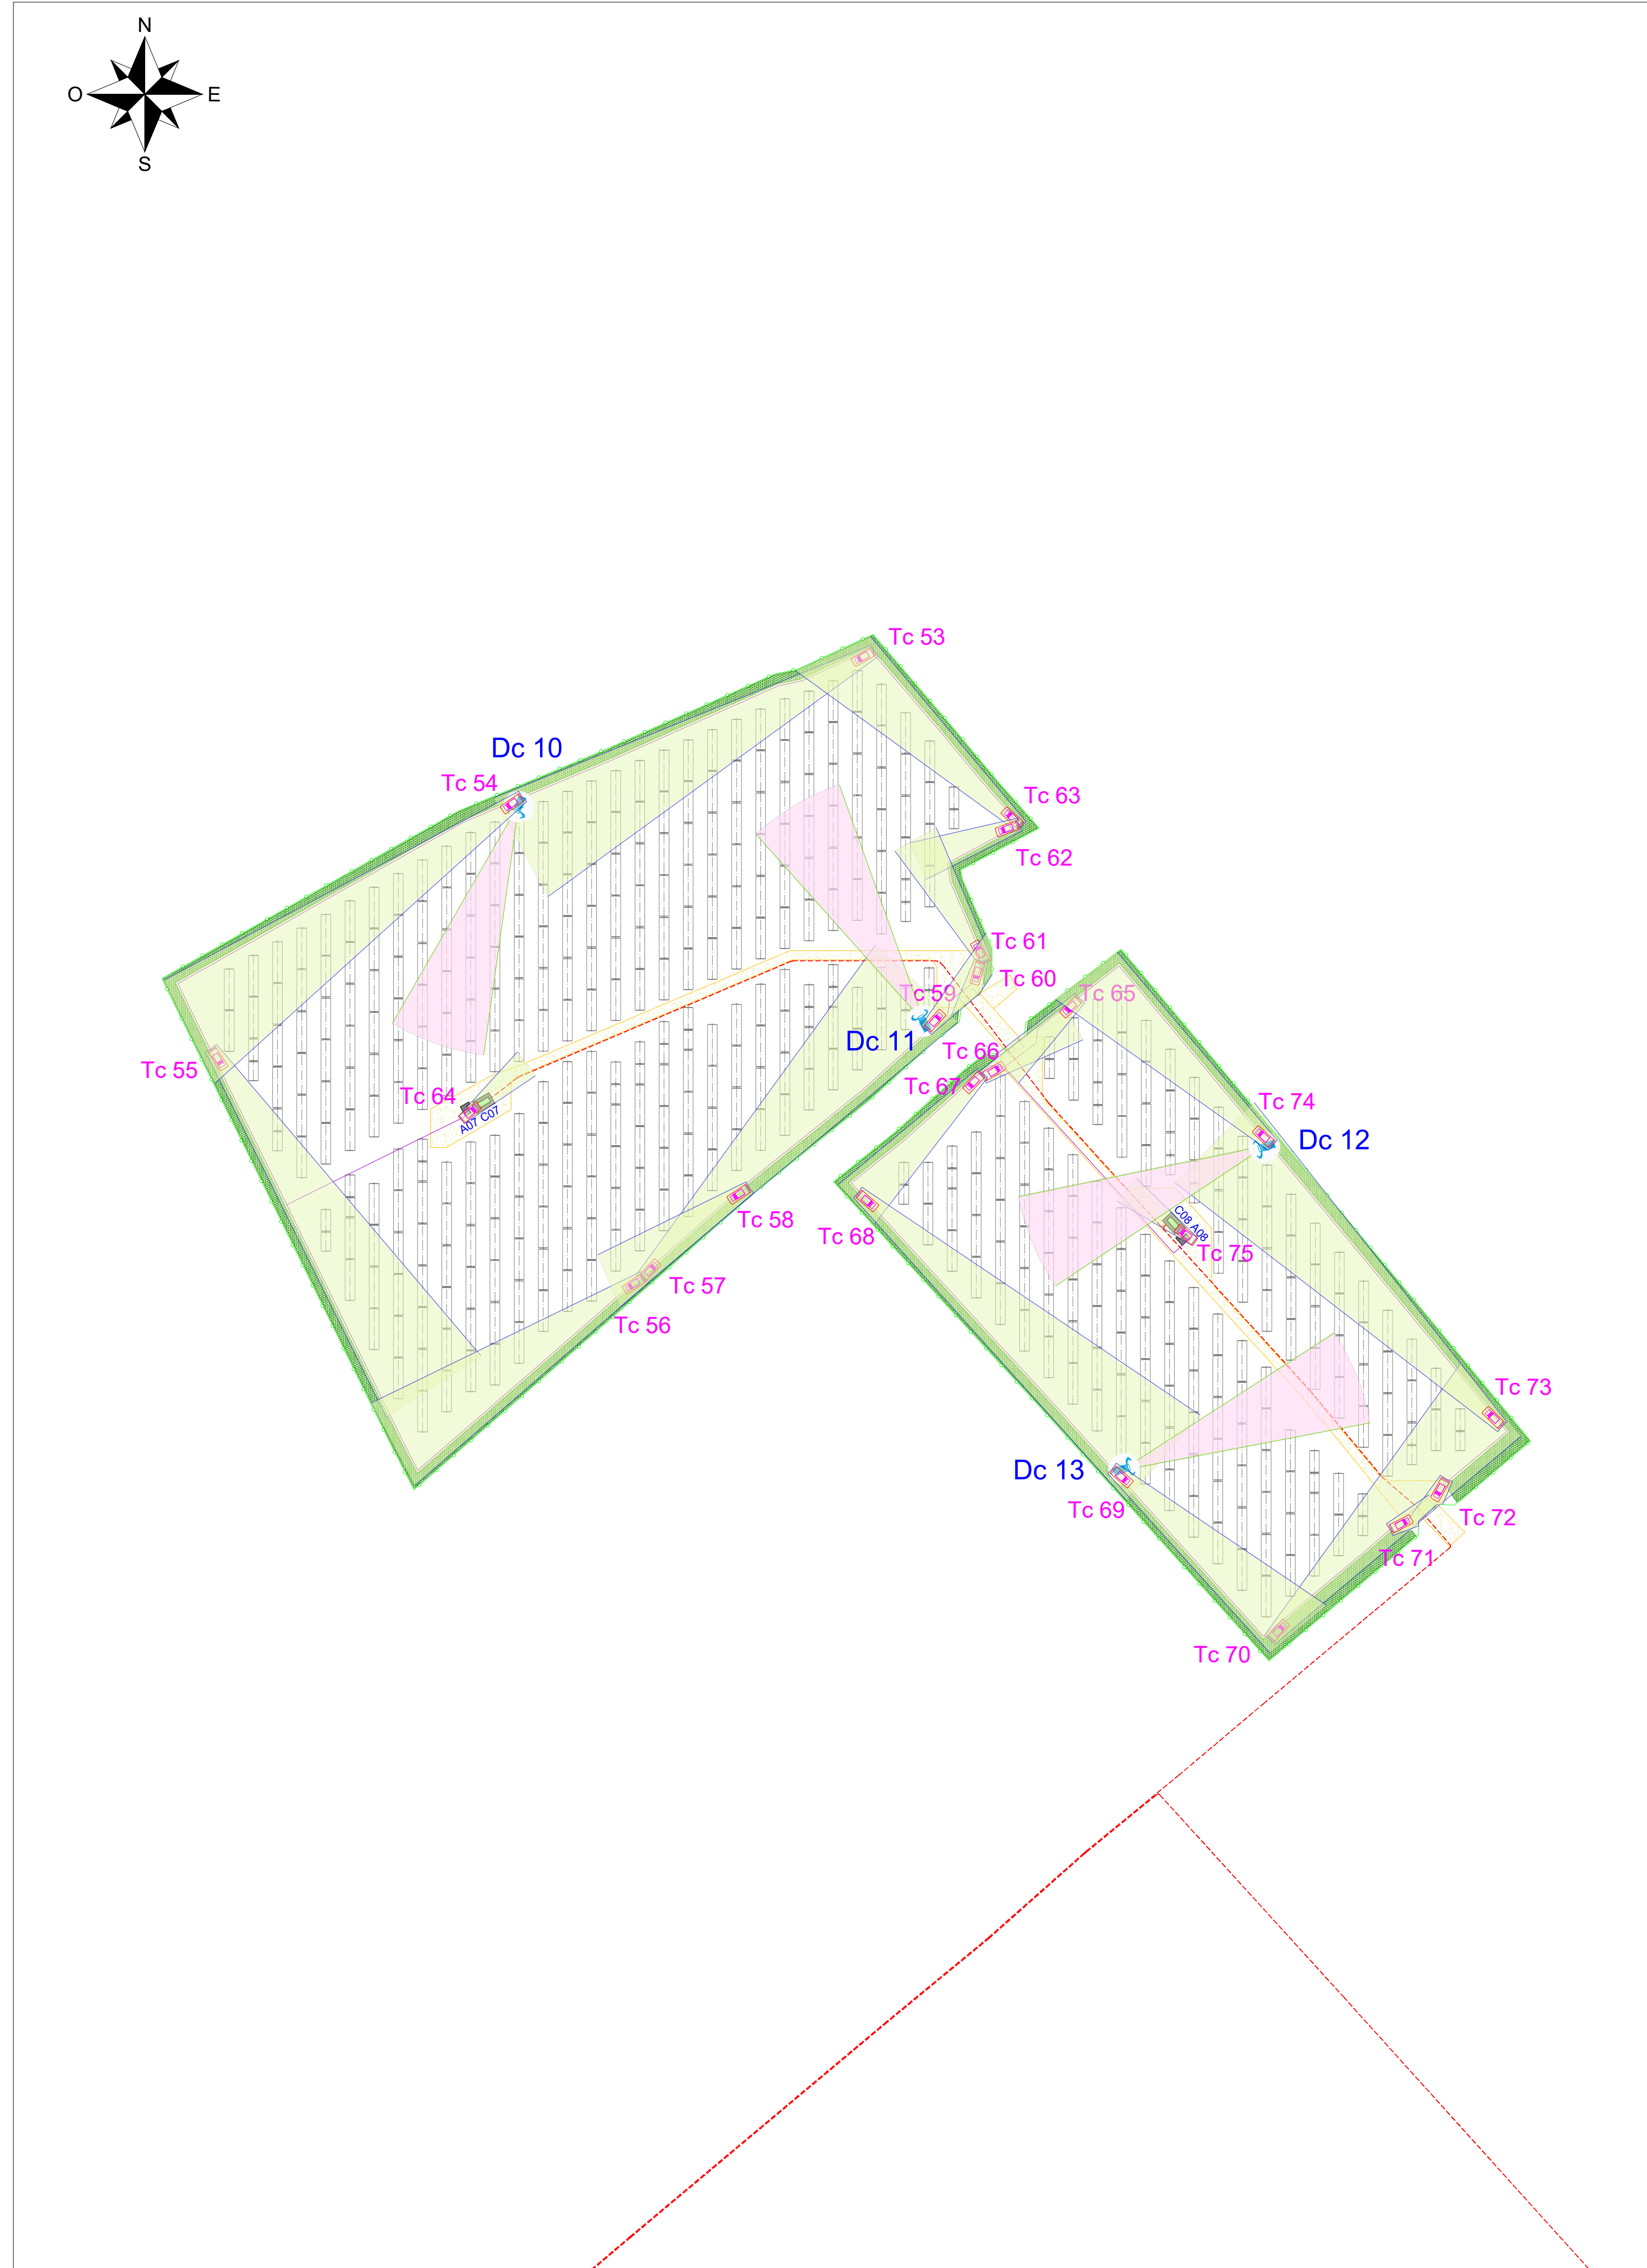 N
O
E
S
Tc 53
Dc 10
Tc 54
Tc 63
Tc 62
Tc 61
Tc 60
Tc 59
Tc 65
Dc 11
Tc 66
Tc 55
Tc 67
Tc 64
A07 C07
Tc 74
Dc 12
Tc 58
Tc 68
C08 A08
Tc 75
Tc 57
Tc 56
Tc 73
Dc 13
Tc 69
Tc 72
Tc 71
Tc 70